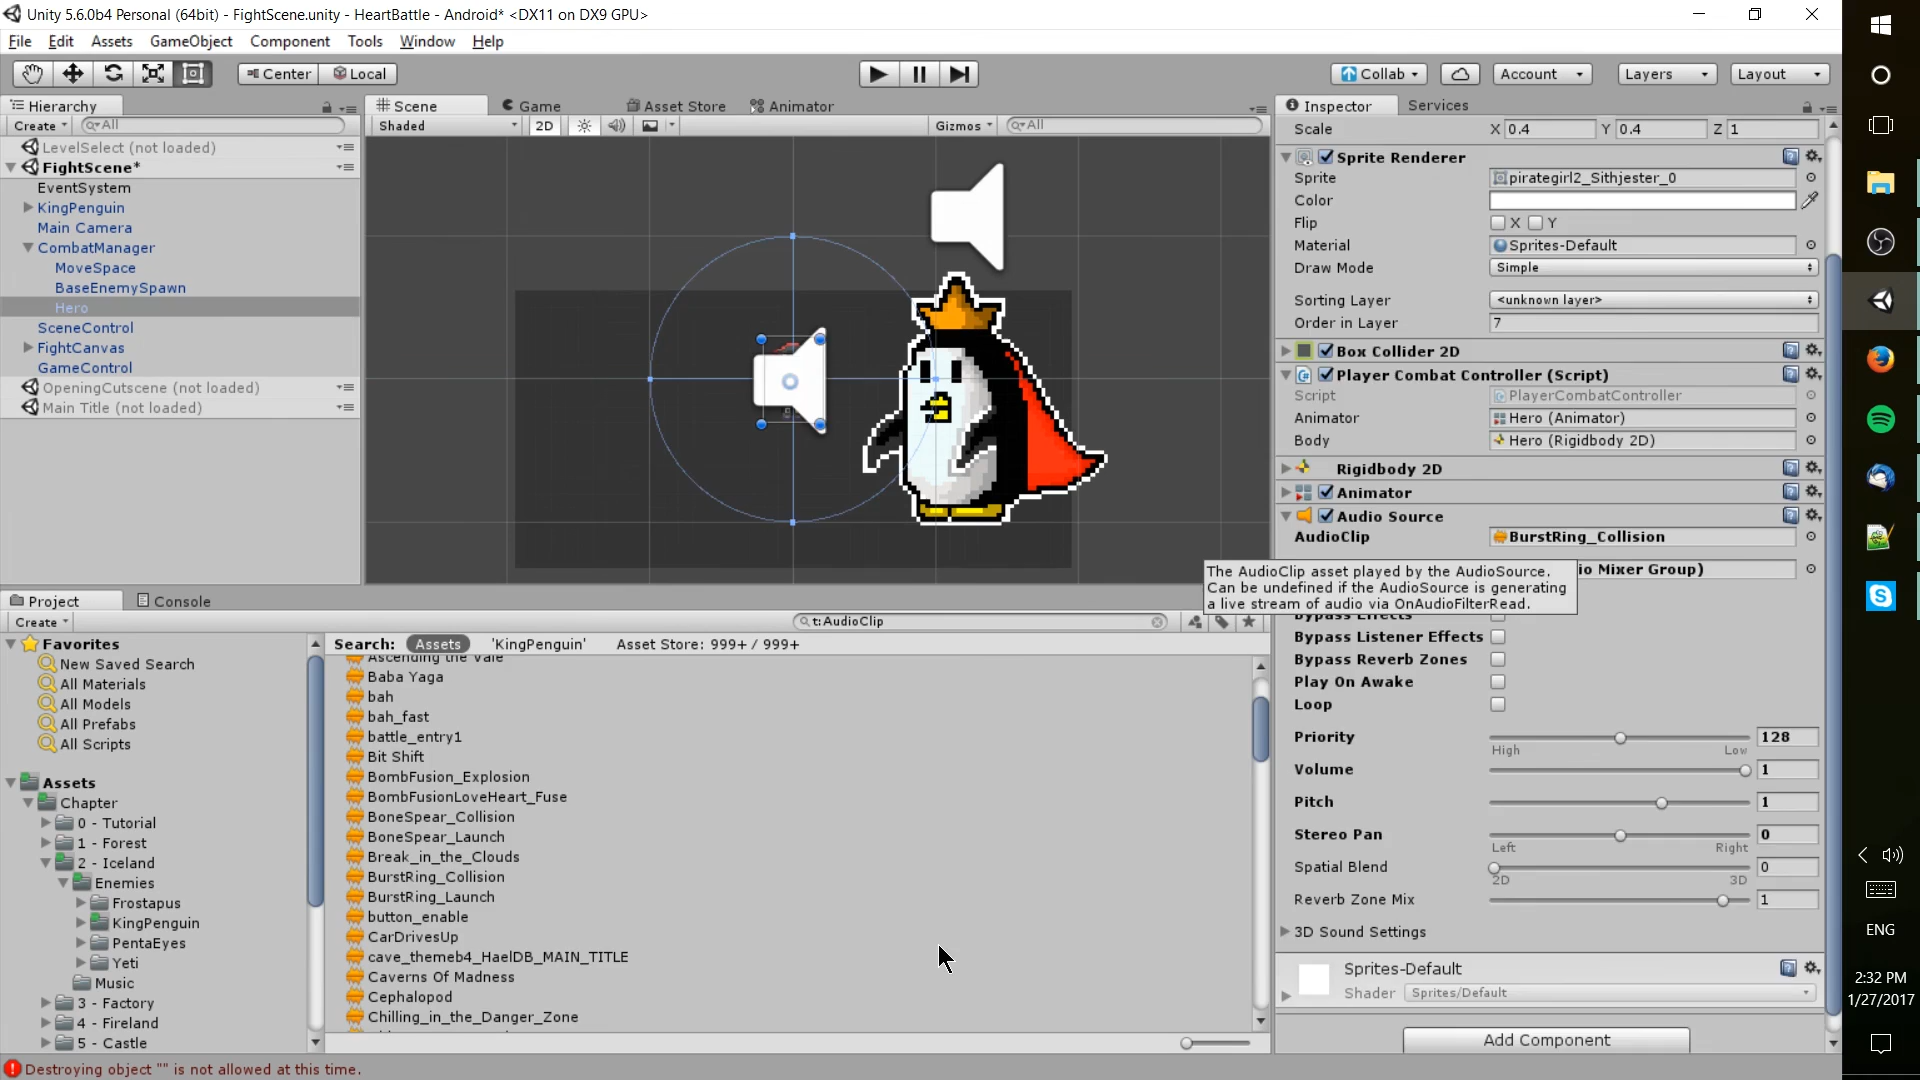 Unity 5.6.0b4 Personal (64bit) - FightScene.unity - HeartBattle - Android* <DX11 on DX9 GPU>
File Edit Assets GameObject Component Tools Window Help
Center Local Collab Account Layers Layout
Hierarchy
Create All
LevelSelect (not loaded)
FightScene*
EventSystem
KingPenguin
Main Camera
CombatManager
MoveSpace
BaseEnemySpawn
Hero
SceneControl
FightCanvas
GameControl
OpeningCutscene (not loaded)
Main Title (not loaded)
Scene Game Asset Store Animator
Shaded 2D Gizmos All
Inspector Services
Scale X 0.4 Y 0.4 Z 1
Sprite Renderer
Sprite pirategirl2_Sithjester_0
Color
Flip X Y
Material Sprites-Default
Draw Mode Simple
Sorting Layer <unknown layer>
Order in Layer 7
Box Collider 2D
Player Combat Controller (Script)
Script PlayerCombatController
Animator Hero (Animator)
Body Hero (Rigidbody 2D)
Rigidbody 2D
Animator
Audio Source
AudioClip BurstRing_Collision
io Mixer Group)
The AudioClip asset played by the AudioSource.
Can be undefined if the AudioSource is generating
a live stream of audio via OnAudioFilterRead.
Bypass Effects
Bypass Listener Effects
Bypass Reverb Zones
Play On Awake
Loop
Priority 128
High Low
Volume 1
Pitch 1
Stereo Pan 0
Left Right
Spatial Blend 0
2D 3D
Reverb Zone Mix 1
3D Sound Settings
Sprites-Default
Shader Sprites/Default
Add Component
Project Console
Create t:AudioClip
Favorites
New Saved Search
All Materials
All Models
All Prefabs
All Scripts
Assets
Chapter
0 - Tutorial
1 - Forest
2 - Iceland
Enemies
Frostapus
KingPenguin
PentaEyes
Yeti
Music
3 - Factory
4 - Fireland
5 - Castle
Search: Assets 'KingPenguin' Asset Store: 999+ / 999+
Ascending the Vale
Baba Yaga
bah
bah_fast
battle_entry1
Bit Shift
BombFusion_Explosion
BombFusionLoveHeart_Fuse
BoneSpear_Collision
BoneSpear_Launch
Break_in_the_Clouds
BurstRing_Collision
BurstRing_Launch
button_enable
CarDrivesUp
cave_themeb4_HaelDB_MAIN_TITLE
Caverns Of Madness
Cephalopod
Chilling_in_the_Danger_Zone
Destroying object "" is not allowed at this time.
ENG
2:32 PM
1/27/2017